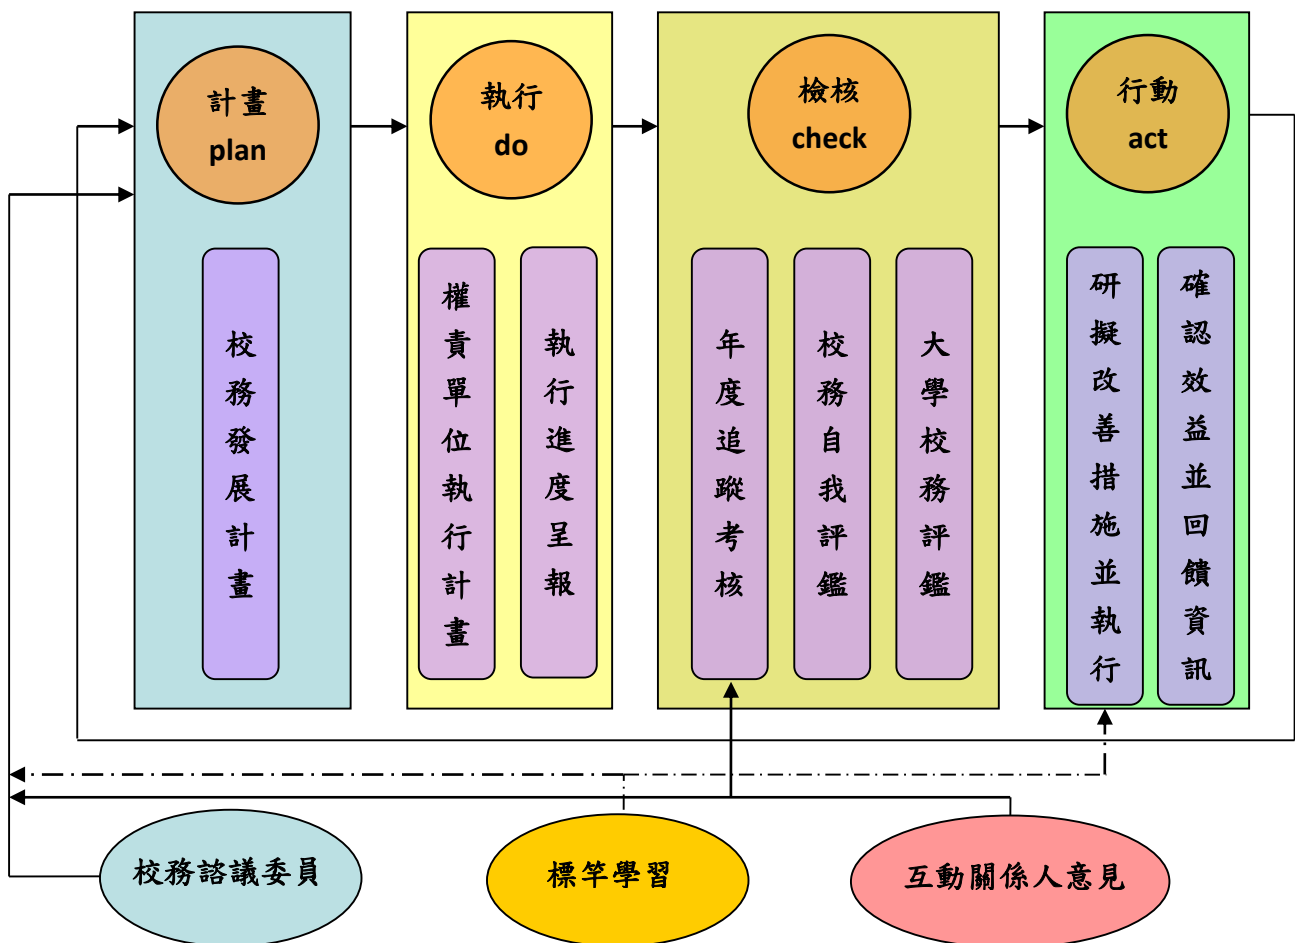 計畫
plan
執行
do
檢核
check
行動
act
校務發展計畫
權責單位執行計畫
執行進度呈報
年度追蹤考核
校務自我評鑑
大學校務評鑑
研擬改善措施並執行
確認效益並回饋資訊
校務諮議委員
標竿學習
互動關係人意見